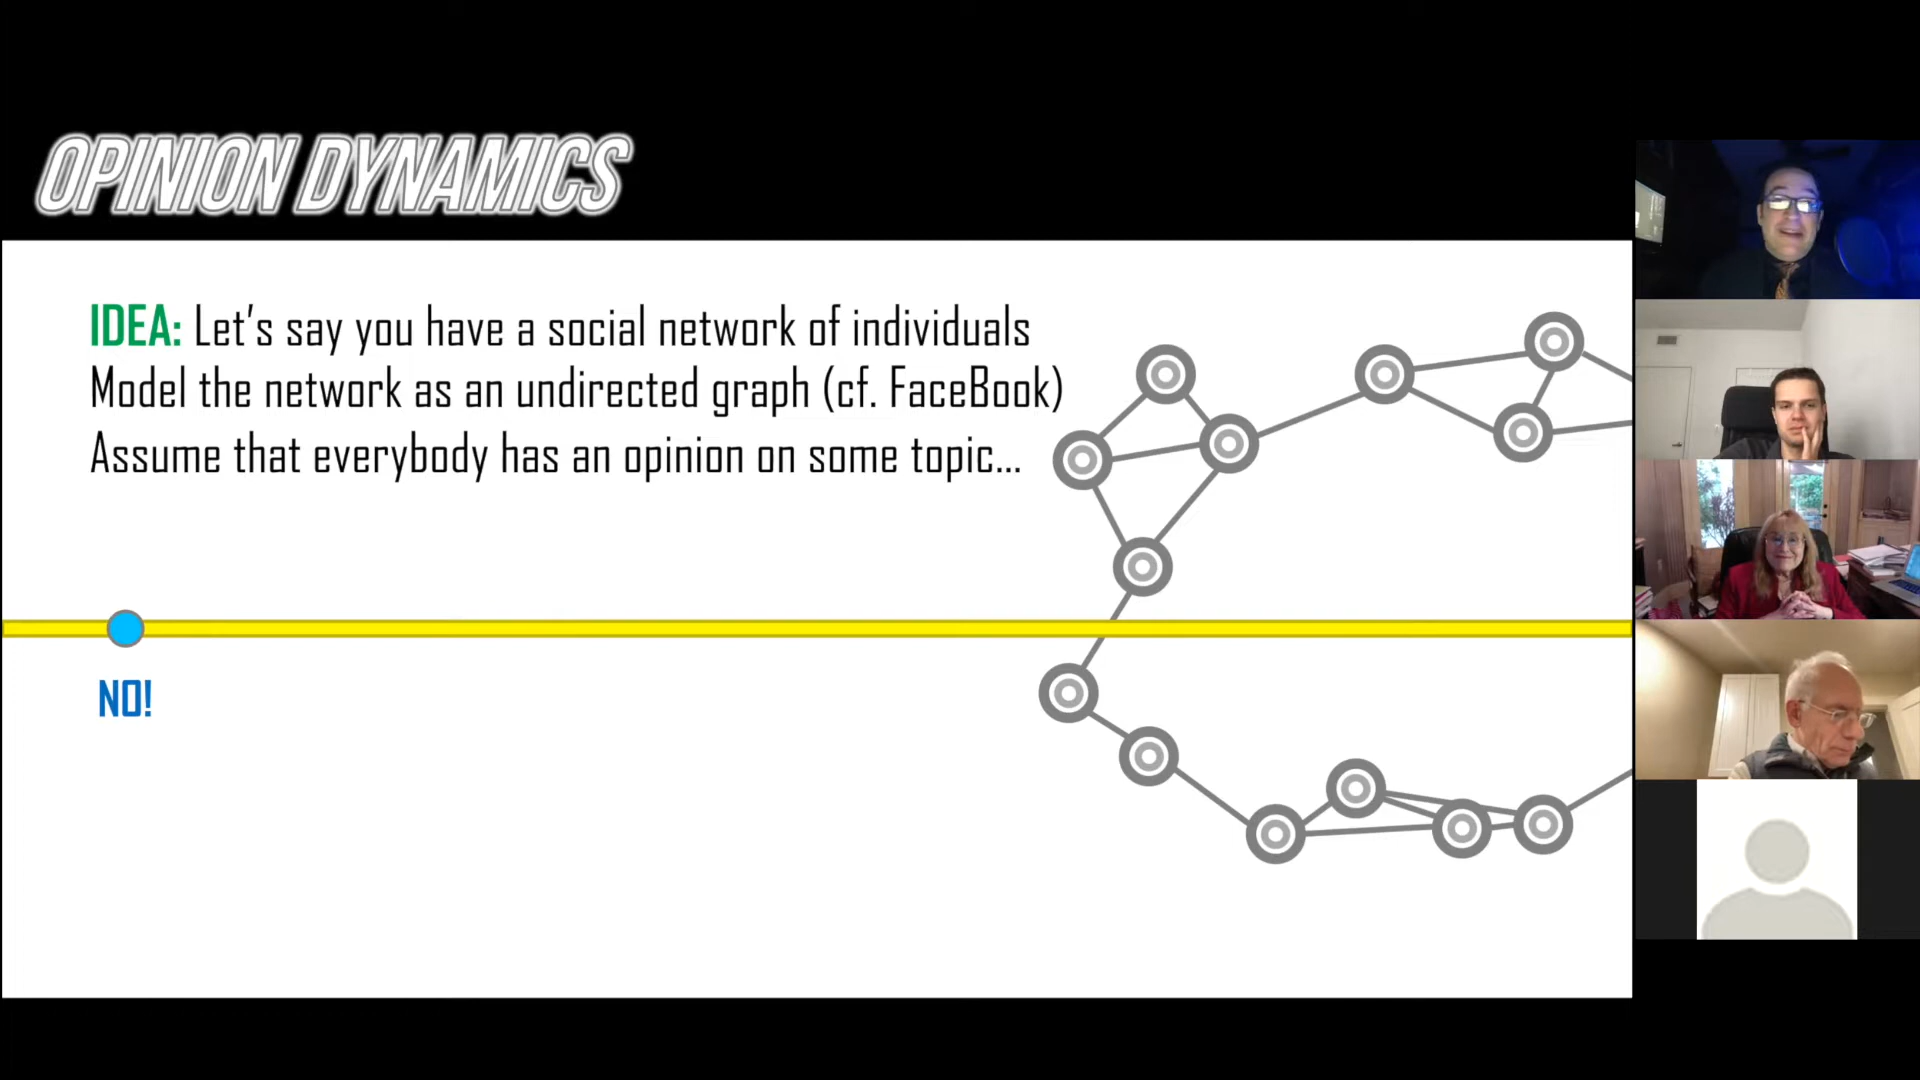 OPINION DYNAMICS
IDEA: Let's say you have a social network of individuals
Model the network as an undirected graph (cf. FaceBook)
Assume that everybody has an opinion on some topic...
NO!